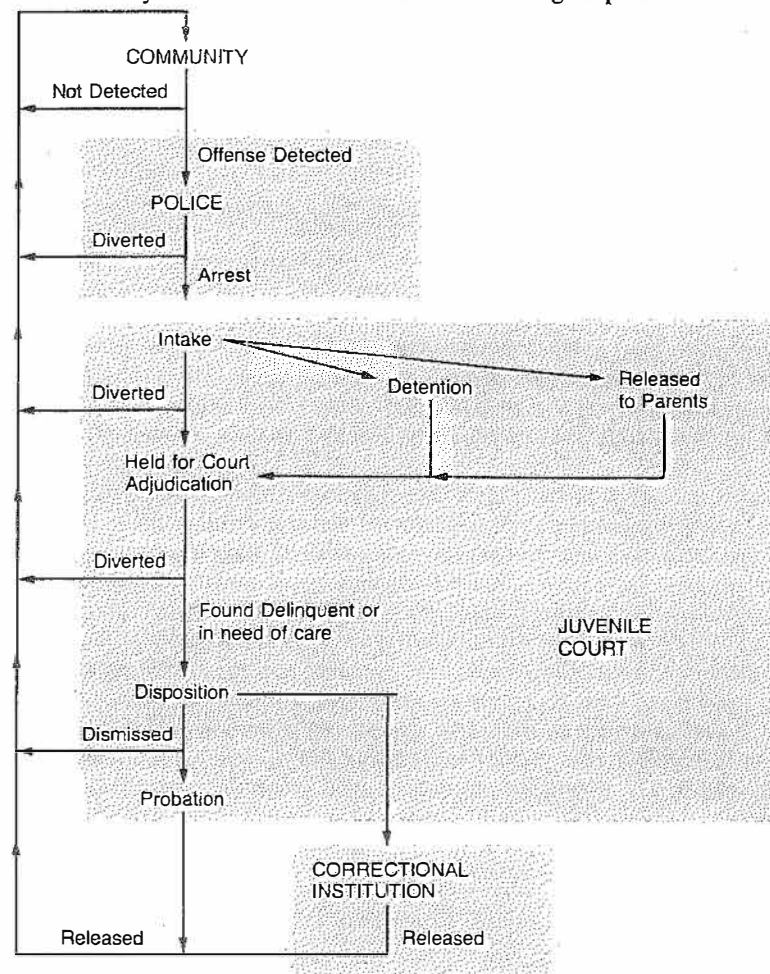 COMMUNITY
Not Detected
Offense Detected
POLICE
Diverted
Arrest
Intake
Detention
Released
to Parents
Diverted
Held for Court
Adjudication
Diverted
Found Delinquent or
in need of care
JUVENILE
COURT
Disposition
Dismissed
Probation
CORRECTIONAL
INSTITUTION
Released
Released